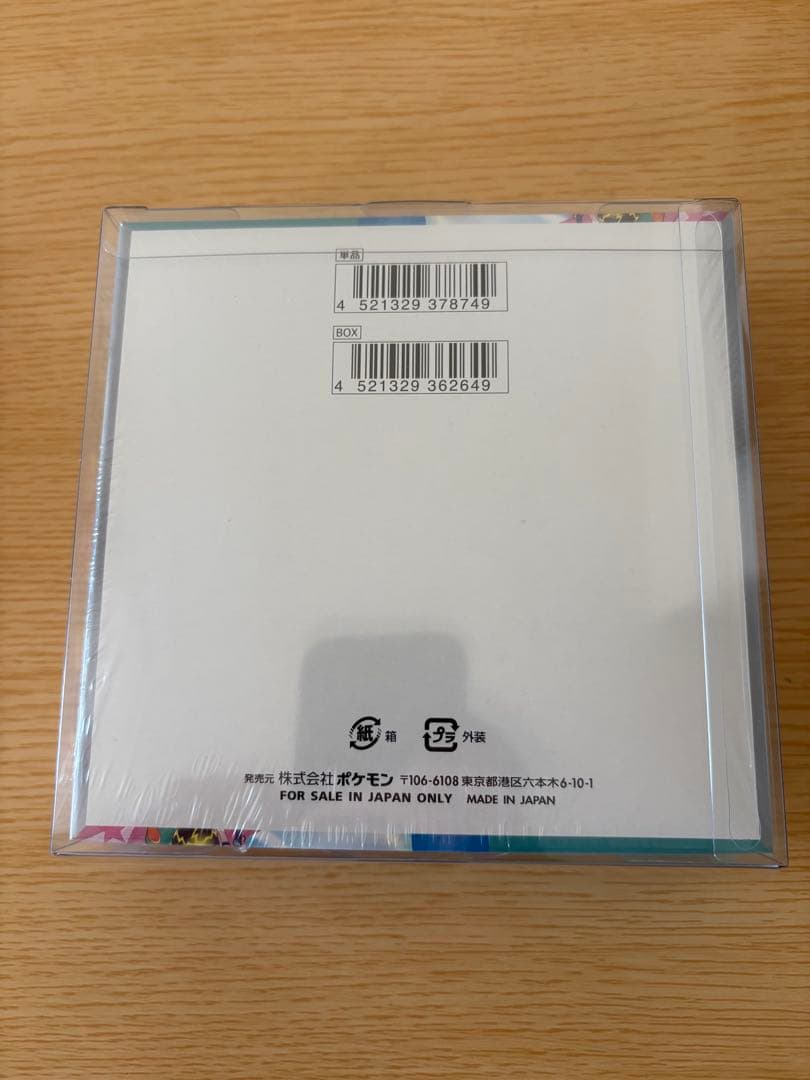 単品
4 521329 378749
BOX
4 521329 362649
紙 箱 プラ 外装
発売元 株式会社 ポケモン 〒106-6108 東京都港区六本木6-10-1
FOR SALE IN JAPAN ONLY MADE IN JAPAN